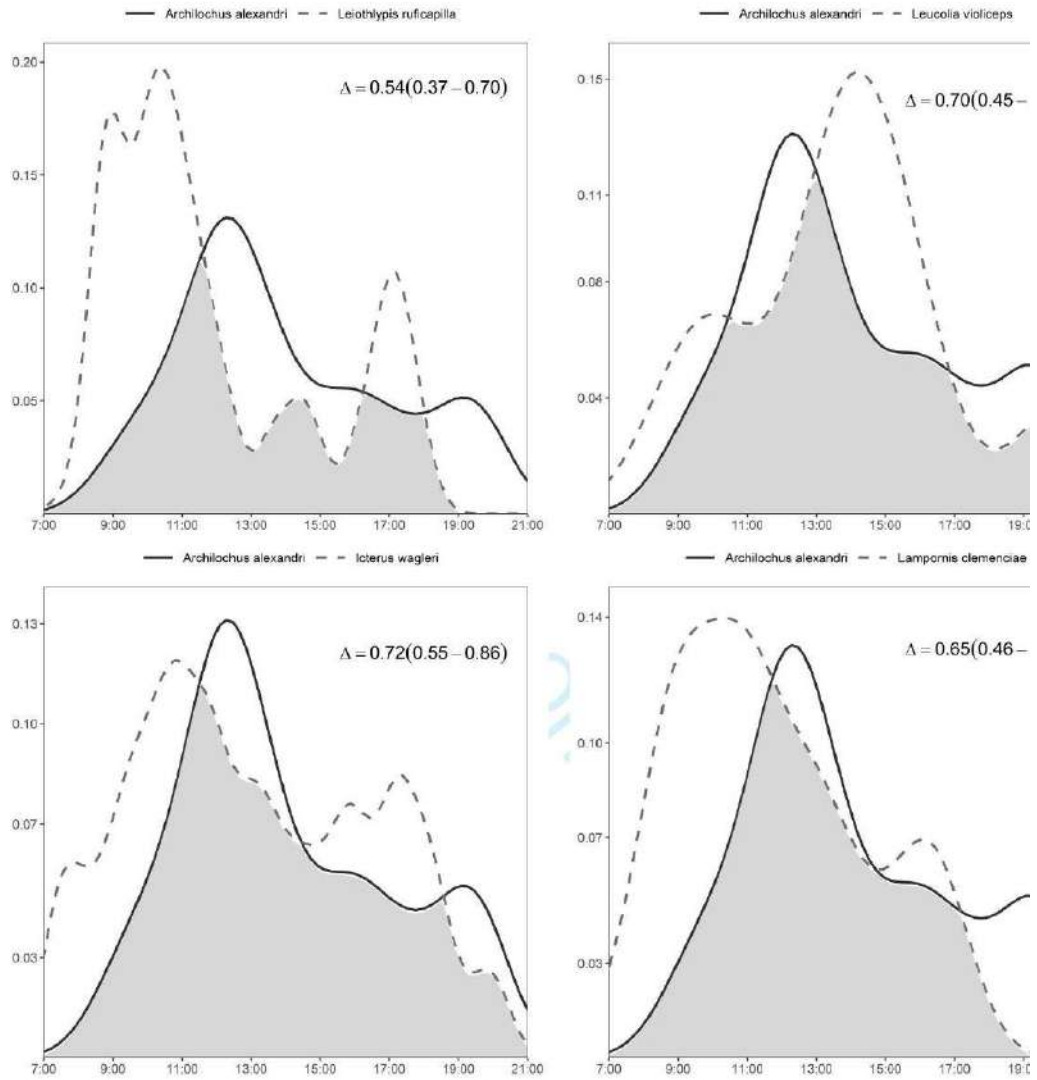 Archilochus alexandri Leiothlypis ruficapilla
0.20
0.15
0.10
0.05
Δ = 0.54(0.37 – 0.70)
7:00 9:00 11:00 13:00 15:00 17:00 19:00 21:00
Archilochus alexandri Leucolia violiceps
0.15
0.11
0.08
0.04
Δ = 0.70(0.45 –
7:00 9:00 11:00 13:00 15:00 17:00 19:0
Archilochus alexandri Icterus wagleri
0.13
0.10
0.07
0.03
Δ = 0.72(0.55 – 0.86)
7:00 9:00 11:00 13:00 15:00 17:00 19:00 21:00
Archilochus alexandri Lampornis clemenciae
0.14
0.10
0.07
0.03
Δ = 0.65(0.46 –
7:00 9:00 11:00 13:00 15:00 17:00 19:0